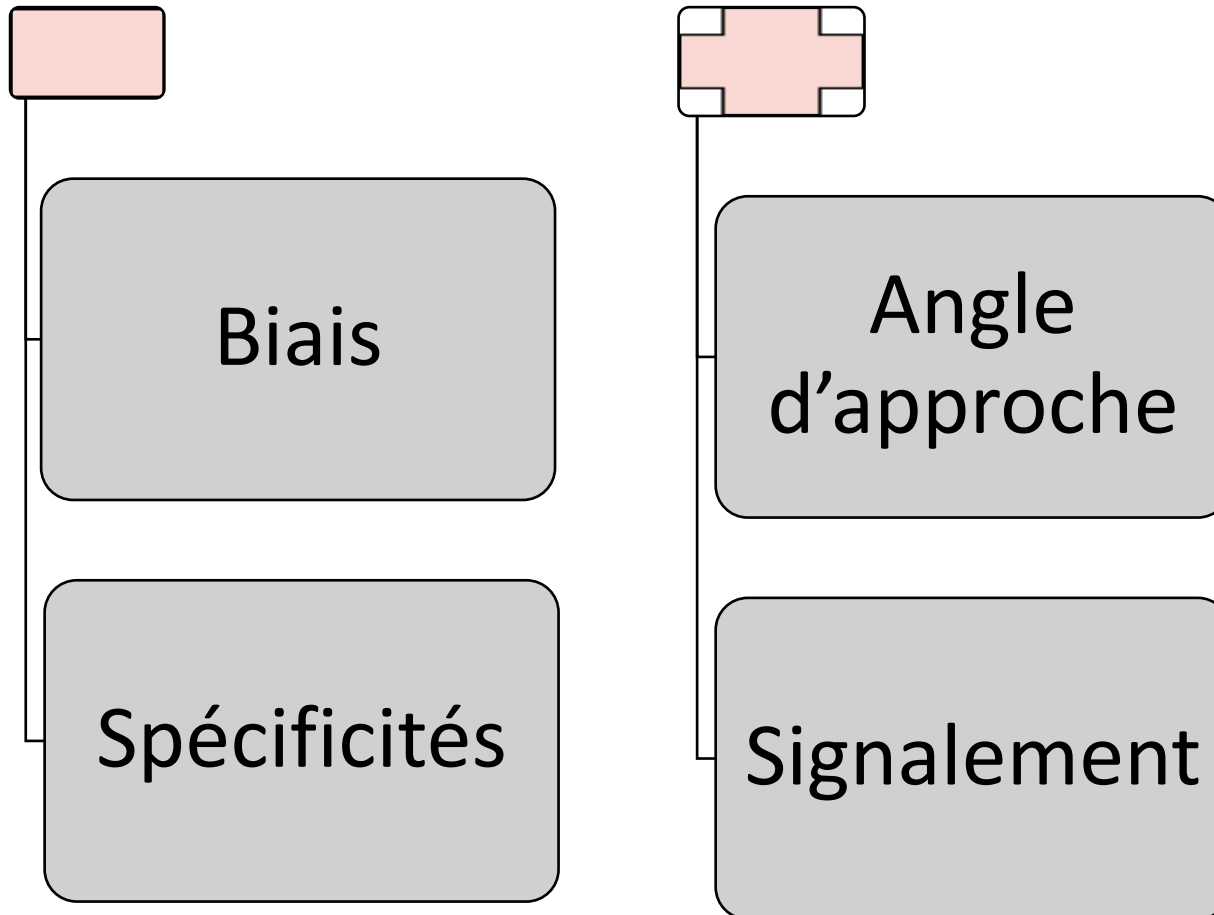 Biais
Spécificités
Angle
d’approche
Signalement